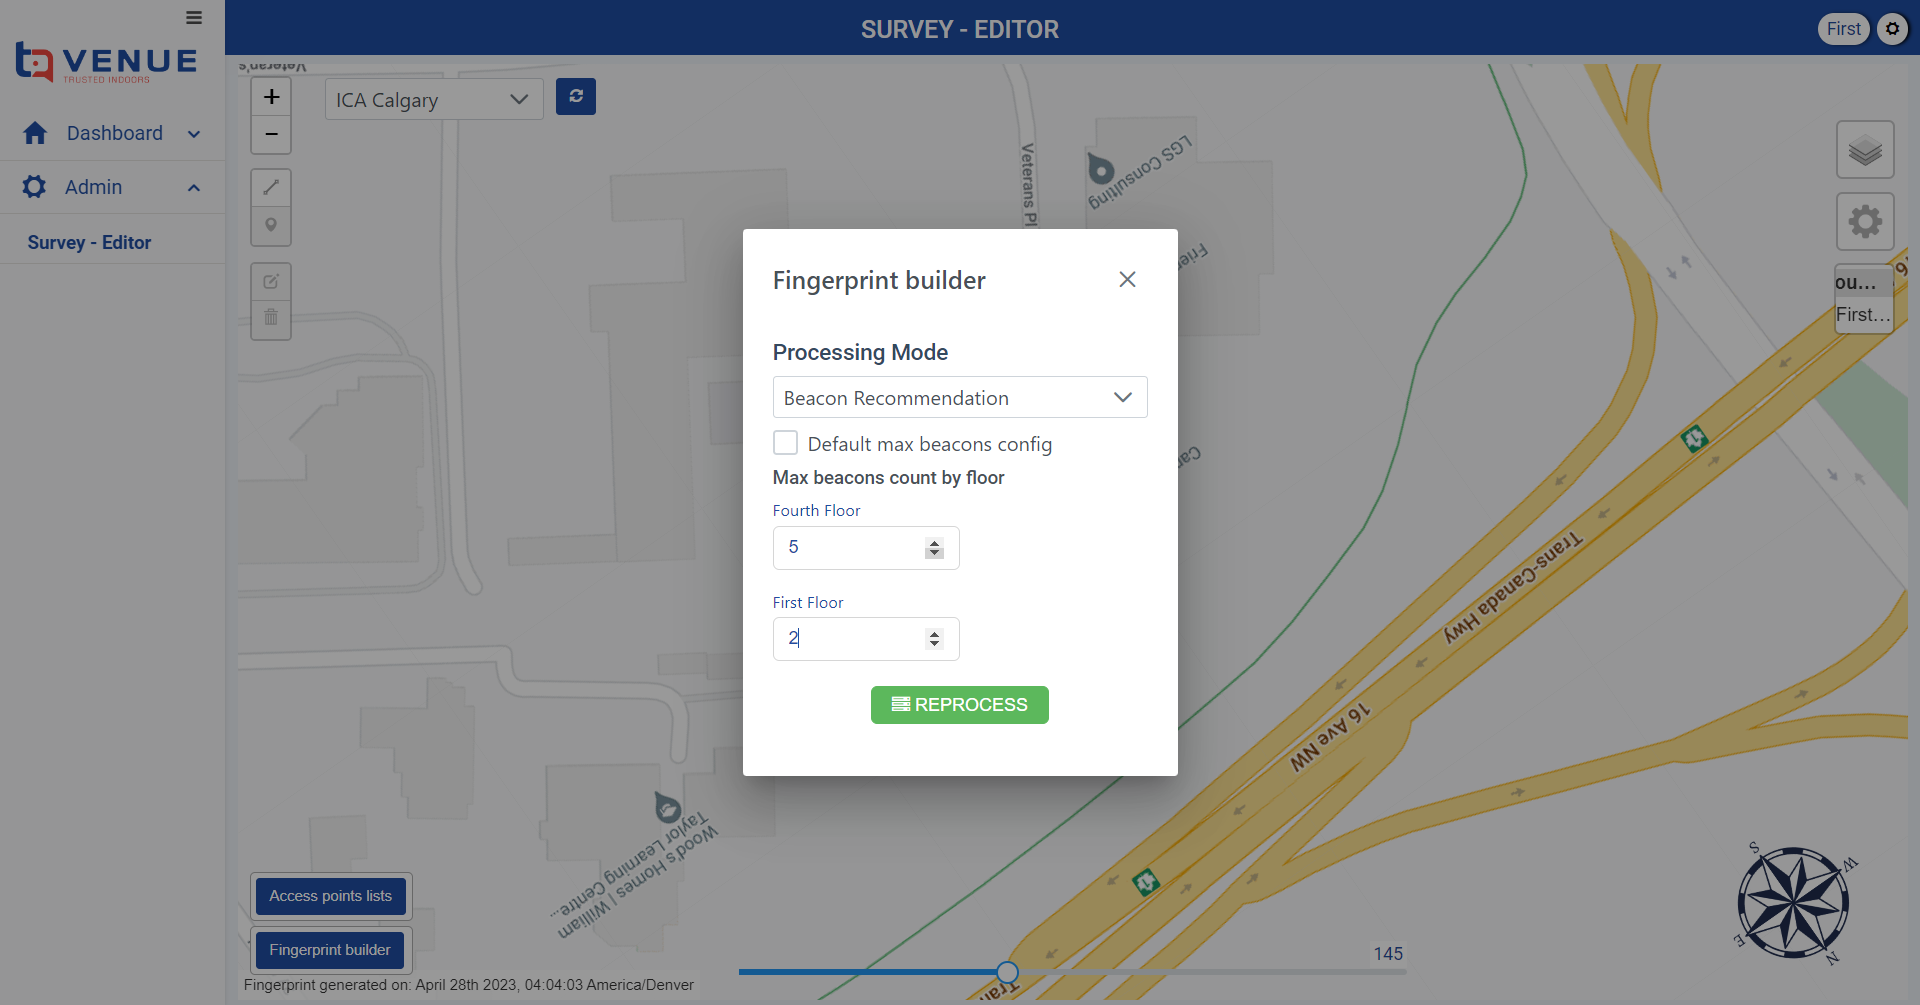 SURVEY - EDITOR
First
VENUE
TRUSTED INDOORS
Dashboard
Admin
Survey - Editor
Veteran's
+
ICA Calgary
−
Veterans Pl
LGS Consulting
ou...
First...
16
Fingerprint builder
Processing Mode
Beacon Recommendation
Default max beacons config
Max beacons count by floor
Fourth Floor
5
First Floor
2
REPROCESS
Trans-Canada Hwy
16 Ave NW
Wood's Homes | William
Taylor Learning Centre...
S
W
E
N
Access points lists
Fingerprint builder
145
Fingerprint generated on: April 28th 2023, 04:04:03 America/Denver